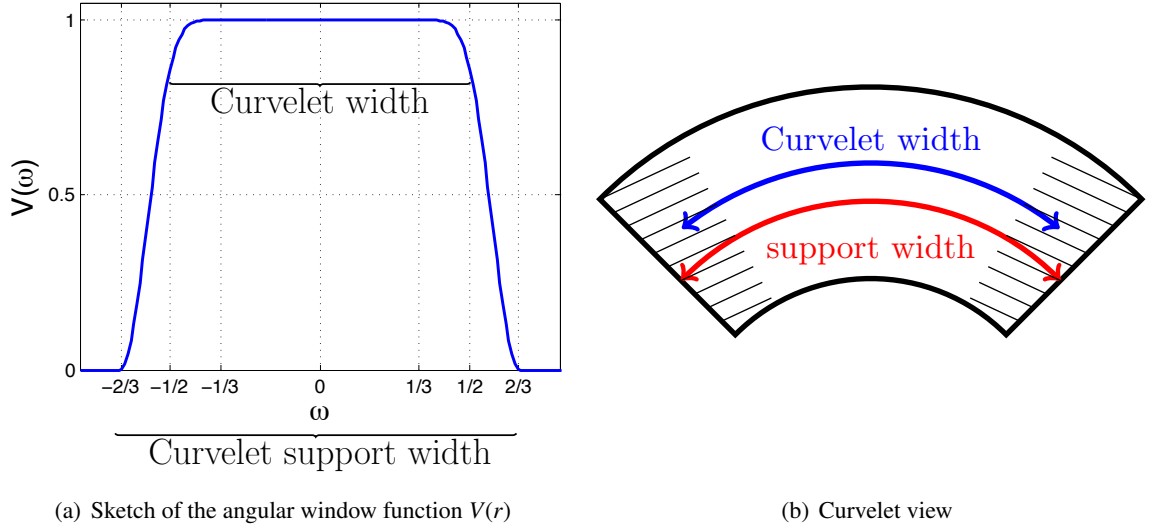 1
Curvelet width
0.5
V(ω)
0
−2/3 −1/2 −1/3 0 1/3 1/2 2/3
ω
Curvelet support width
(a) Sketch of the angular window function V(r)
Curvelet width
support width
(b) Curvelet view